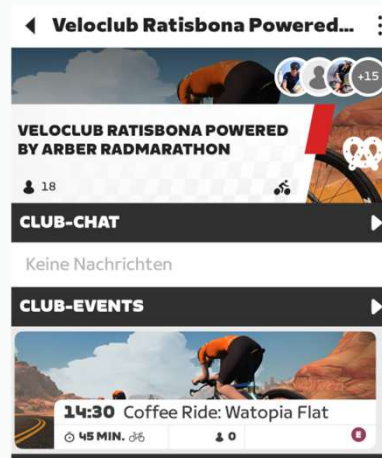 Veloclub Ratisbona Powered...
+15
VELOCLUB RATISBONA POWERED
BY ARBER RADMARATHON
18
CLUB-CHAT
Keine Nachrichten
CLUB-EVENTS
14:30 Coffee Ride: Watopia Flat
45 MIN. 0 E